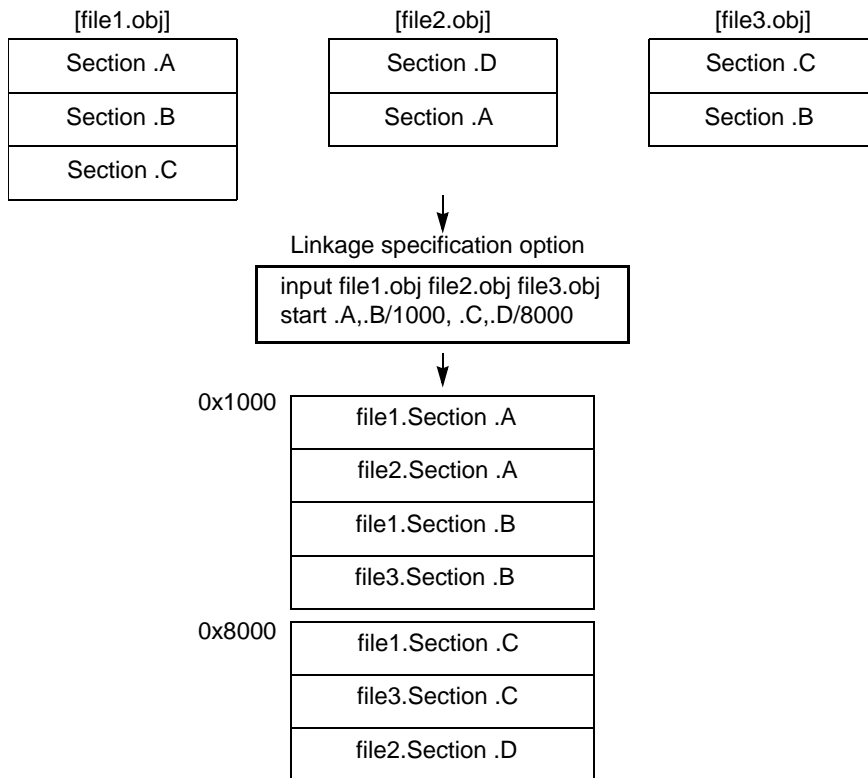 [file1.obj]
Section .A
Section .B
Section .C
[file2.obj]
Section .D
Section .A
[file3.obj]
Section .C
Section .B
Linkage specification option
input file1.obj file2.obj file3.obj
start .A,.B/1000, .C,.D/8000
0x1000
file1.Section .A
file2.Section .A
file1.Section .B
file3.Section .B
0x8000
file1.Section .C
file3.Section .C
file2.Section .D